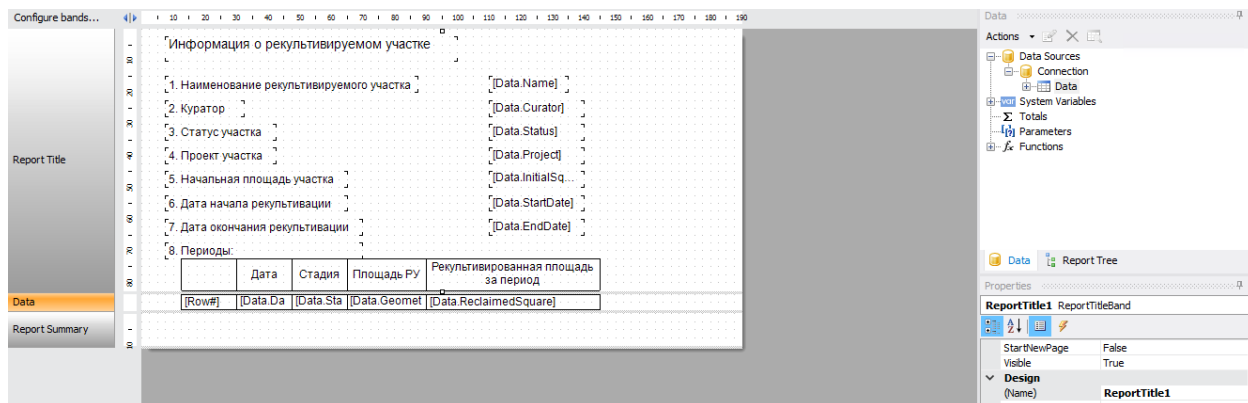 Configure bands...
10 20 30 40 50 60 70 80 90 100 110 120 130 140 150 160 170 180 190
Report Title
Информация о рекультивируемом участке
1. Наименование рекультивируемого участка [Data.Name]
2. Куратор [Data.Curator]
3. Статус участка [Data.Status]
4. Проект участка [Data.Project]
5. Начальная площадь участка [Data.InitialSq...
6. Дата начала рекультивации [Data.StartDate]
7. Дата окончания рекультивации [Data.EndDate]
8. Периоды:
Дата Стадия Площадь РУ Рекультивированная площадь
за период
Data
[Row#] [Data.Da [Data.Sta [Data.Geomet [Data.ReclaimedSquare]
Report Summary
Data
Actions
Data Sources
Connection
Data
var System Variables
Σ Totals
[?] Parameters
fx Functions
Data Report Tree
Properties
ReportTitle1 ReportTitleBand
StartNewPage False
Visible True
Design
(Name) ReportTitle1